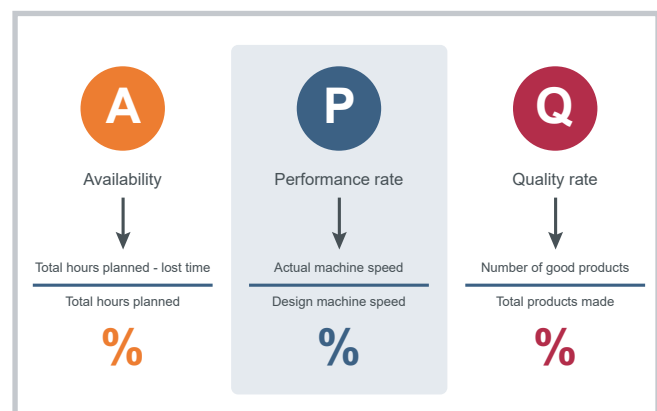 A
Availability
Total hours planned - lost time
Total hours planned
%
P
Performance rate
Actual machine speed
Design machine speed
%
Q
Quality rate
Number of good products
Total products made
%